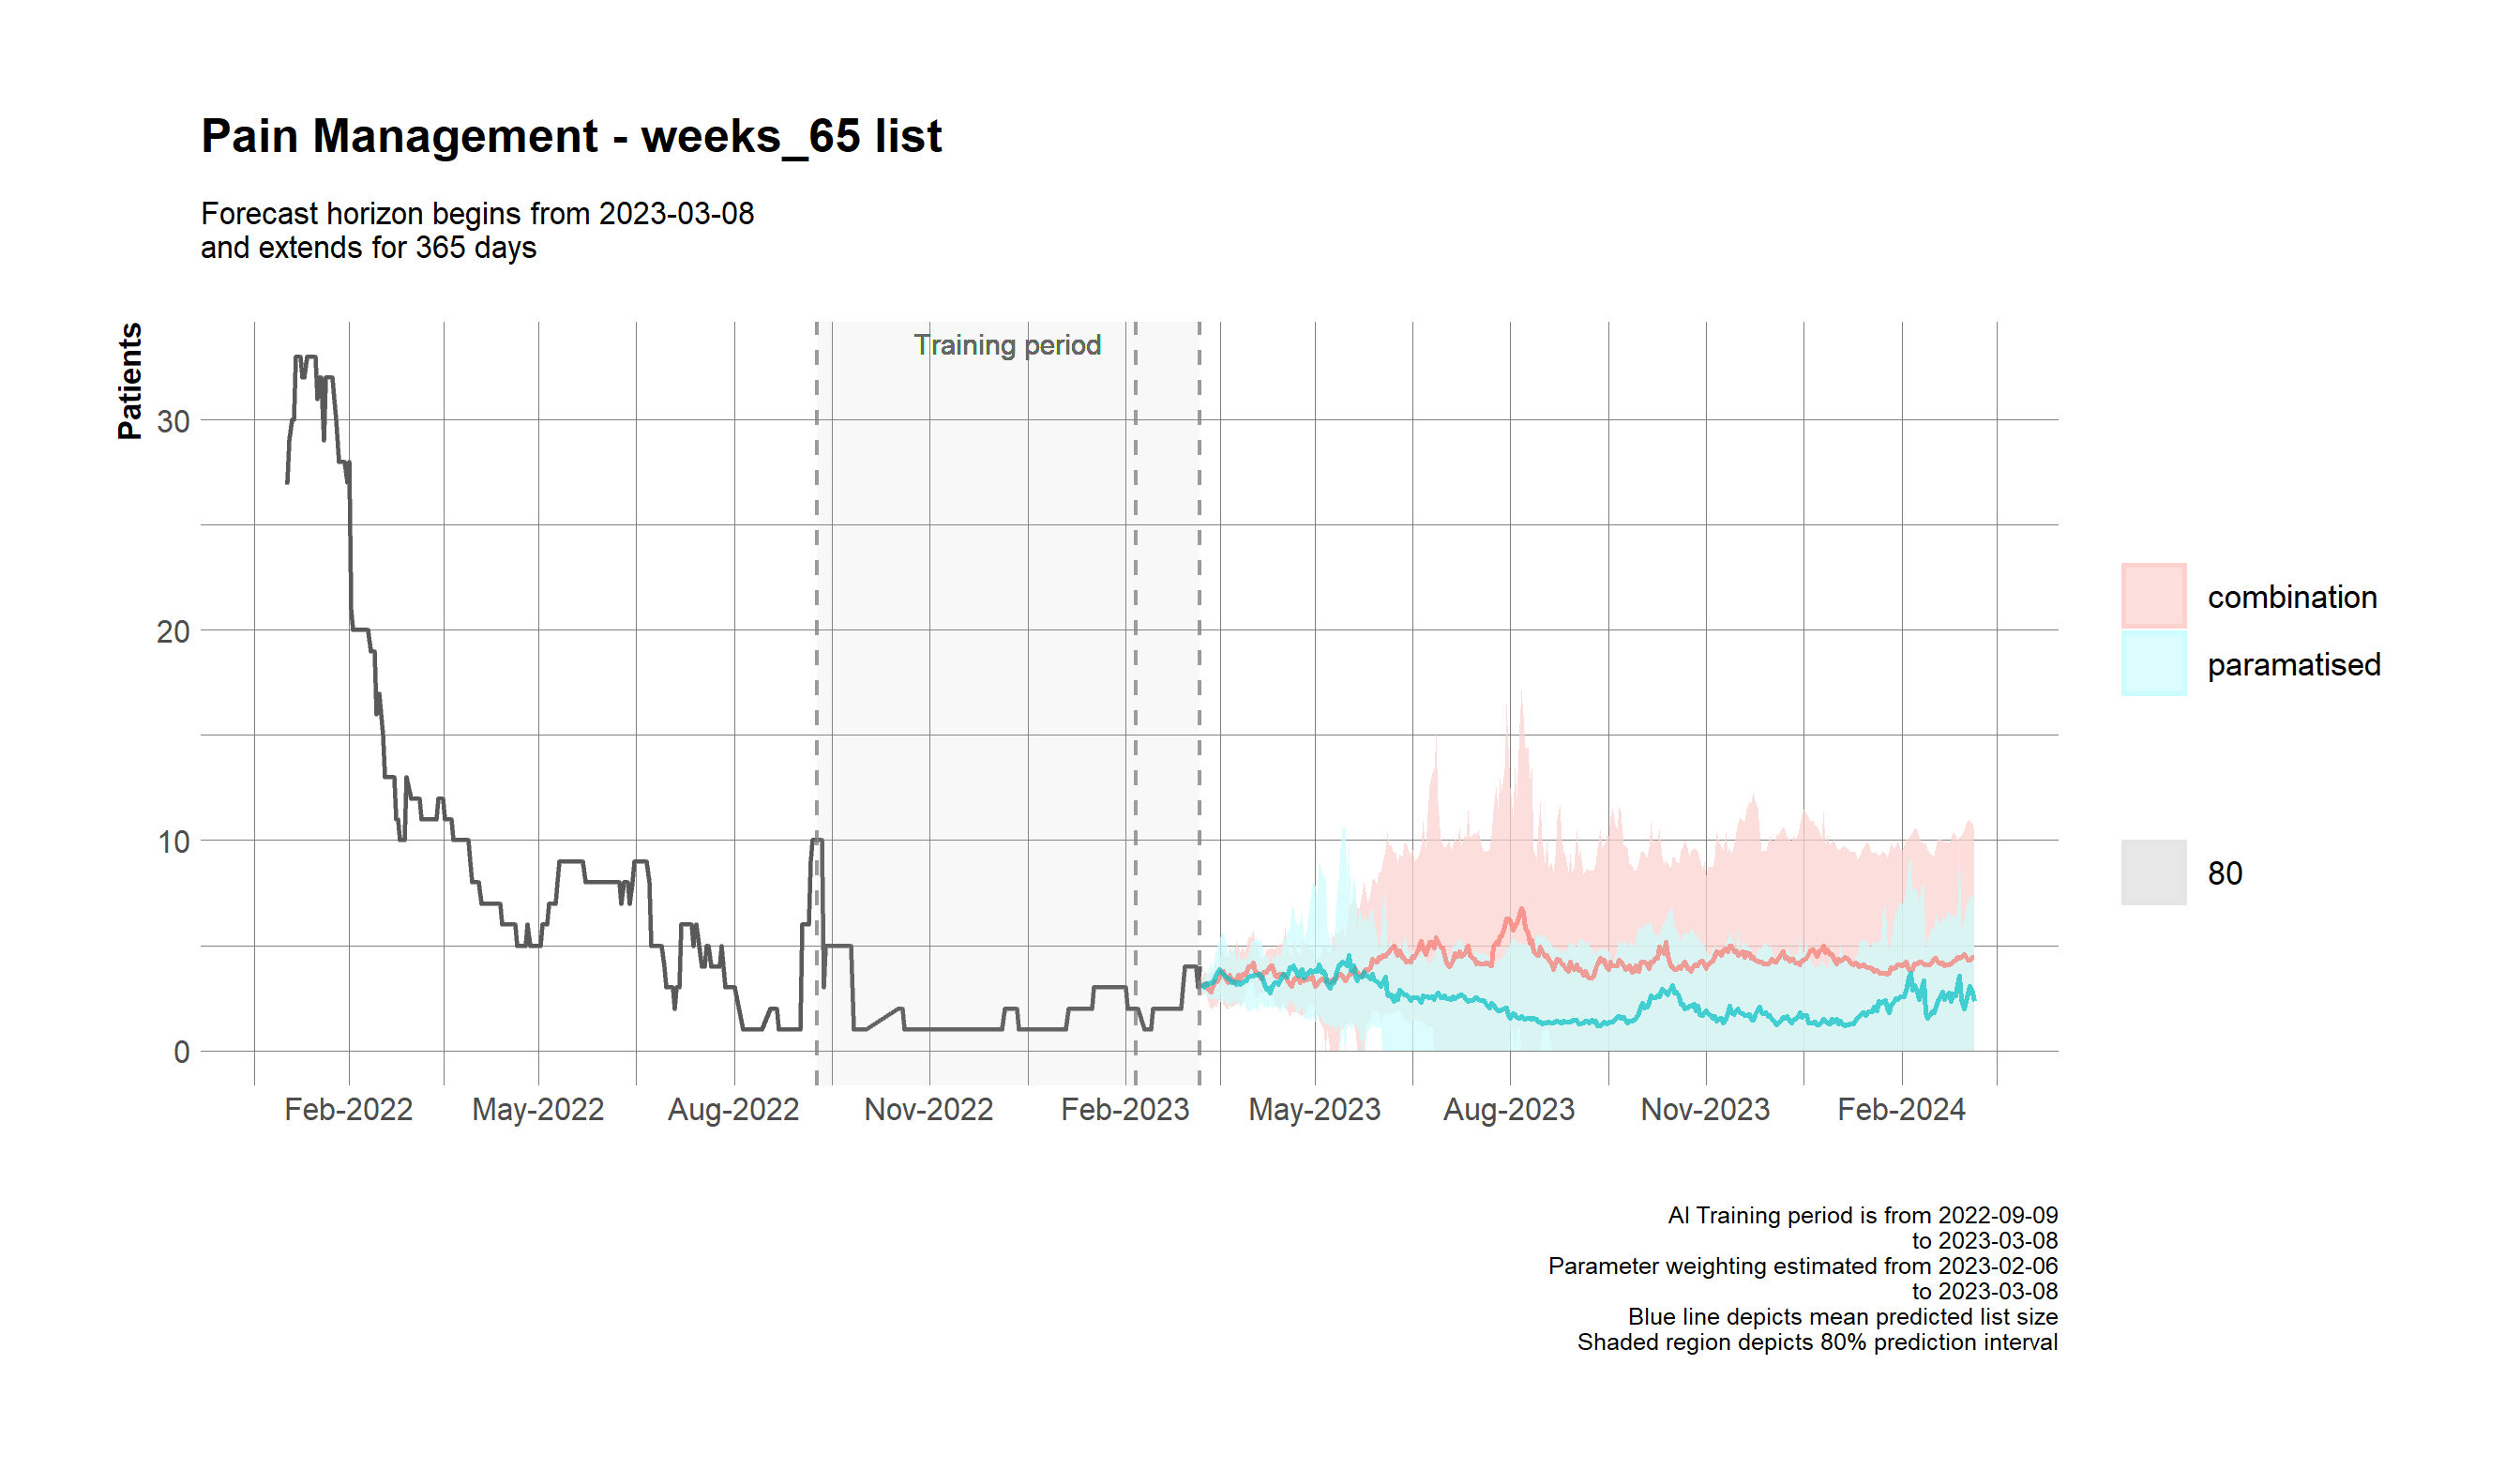 Pain Management - weeks_65 list
Forecast horizon begins from 2023-03-08
and extends for 365 days
Patients
Training period
30
20
10
0
Feb-2022
May-2022
Aug-2022
Nov-2022
Feb-2023
May-2023
Aug-2023
Nov-2023
Feb-2024
combination
paramatised
80
AI Training period is from 2022-09-09
to 2023-03-08
Parameter weighting estimated from 2023-02-06
to 2023-03-08
Blue line depicts mean predicted list size
Shaded region depicts 80% prediction interval